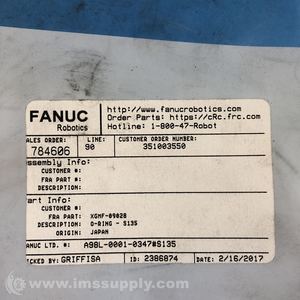 FANUC
Robotics
http://www.fanucrobotics.com
Order Parts: https://cRc.frc.com
Hotline: 1-800-47-Robot
ALES ORDER: LINE: CUSTOMER ORDER NUMBER:
784606 90 351003550
ssembly Info:
CUSTOMER #:
FRA PART #:
DESCRIPTION:
art Info:
CUSTOMER #:
FRA PART #: XGMF-09028
DESCRIPTION: O-RING - S135
ORIGIN: JAPAN
ANUC LTD. #: A98L-0001-0347#S135
ICKED BY: GRIFFISA ID: 2386874 DATE: 2/16/2017
© www.imssupply.com